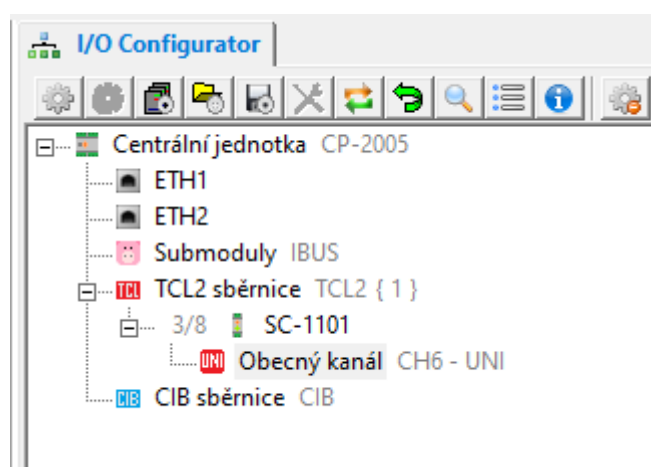 I/O Configurator
Centrální jednotka CP-2005
ETH1
ETH2
Submoduly IBUS
TCL TCL2 sběrnice TCL2 { 1 }
3/8 SC-1101
UNI Obecný kanál CH6 - UNI
CIB CIB sběrnice CIB